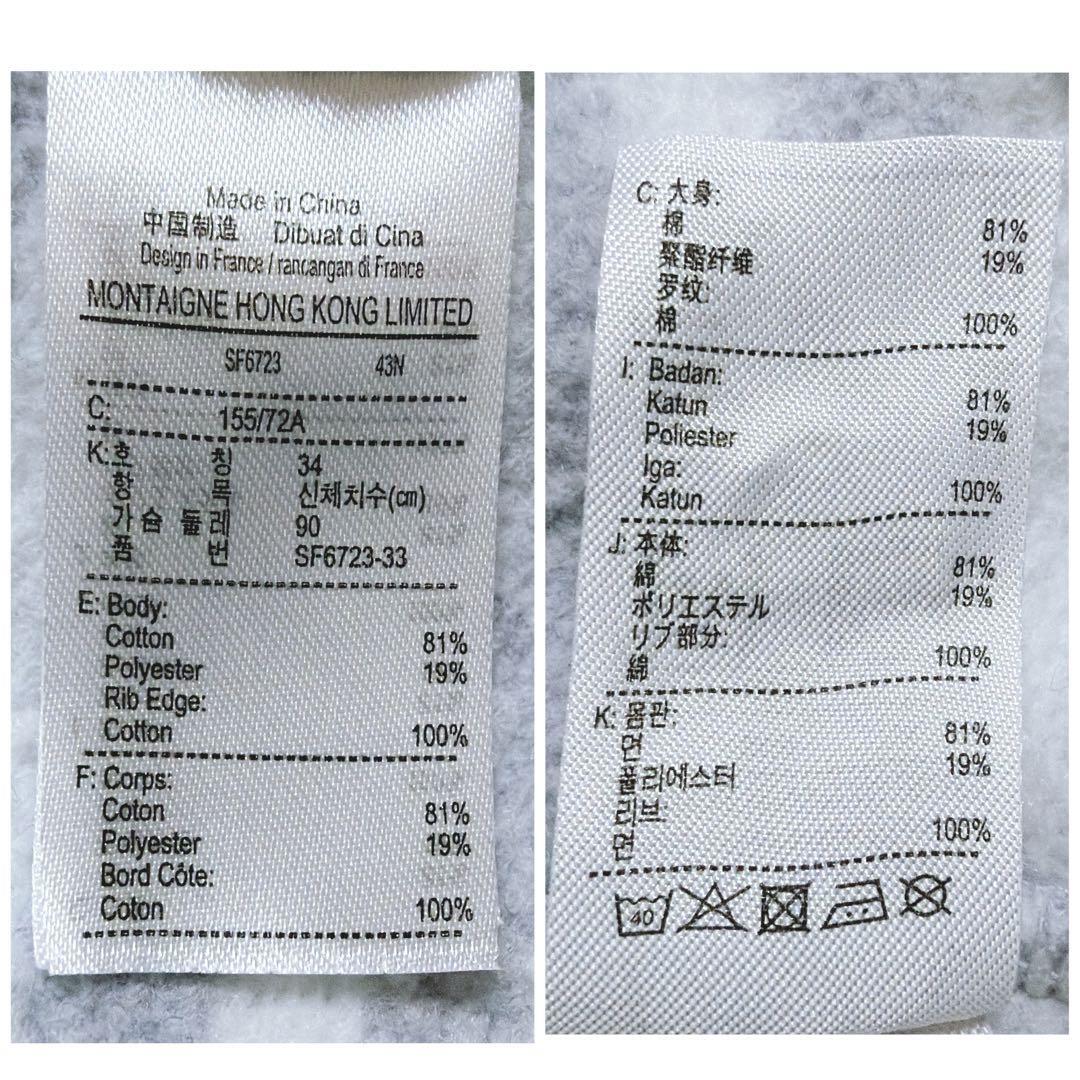 Made in China
中国制造 Dibuat di Cina
Design in France / rancangan di France
MONTAIGNE HONG KONG LIMITED
SF6723 43N
C: 155/72A
K: 호 칭 34
항 목 신체치수(cm)
가 슴 둘 레 90
품 번 SF6723-33
E: Body:
Cotton 81%
Polyester 19%
Rib Edge:
Cotton 100%
F: Corps:
Coton 81%
Polyester 19%
Bord Côte:
Coton 100%
C: 大身:
棉 81%
聚酯纤维 19%
罗纹:
棉 100%
I: Badan:
Katun 81%
Poliester 19%
Iga:
Katun 100%
J: 本体:
綿 81%
ポリエステル 19%
リブ部分:
綿 100%
K: 몸판:
면 81%
폴리에스터 19%
리브:
면 100%
40